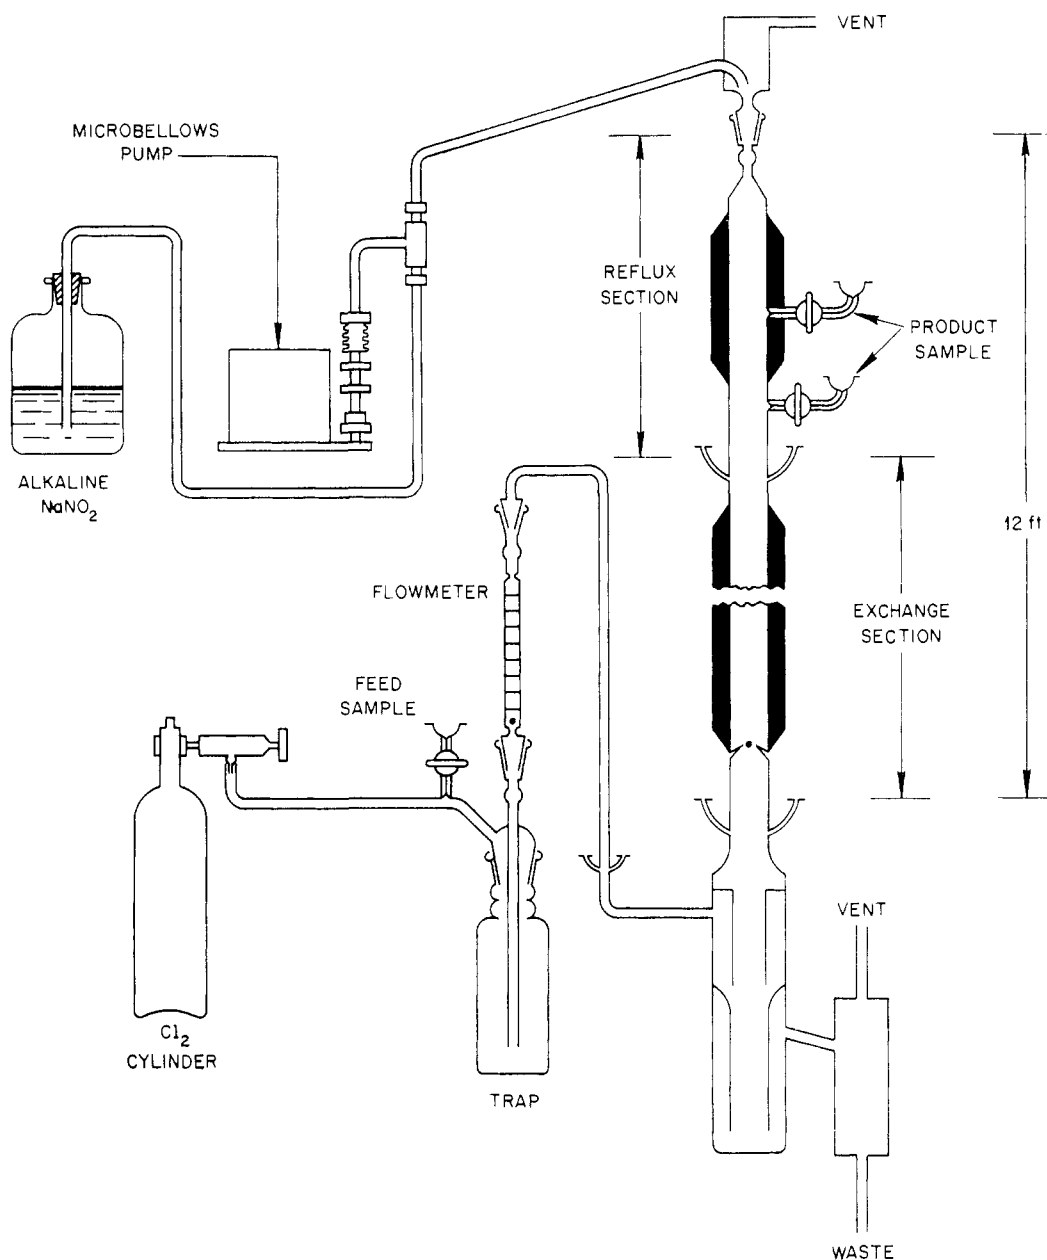 VENT
MICROBELLOWS
PUMP
REFLUX
SECTION
PRODUCT
SAMPLE
ALKALINE
NaNO2
12 ft
FLOWMETER
EXCHANGE
SECTION
FEED
SAMPLE
VENT
Cl2
CYLINDER
TRAP
WASTE